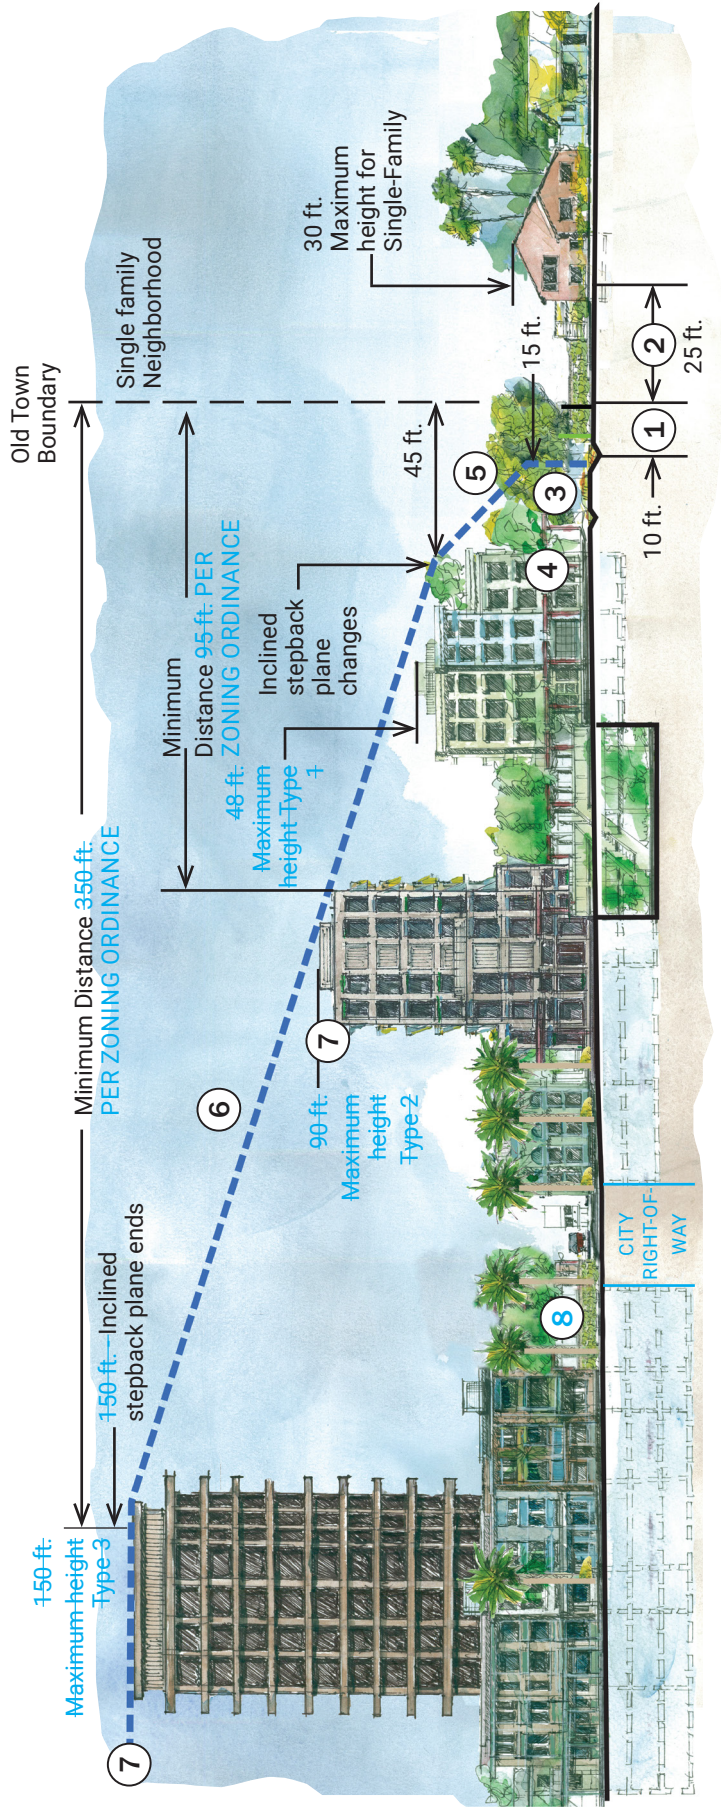 Old Town
Boundary
Single family
Neighborhood
30 ft.
Maximum
height for
Single-Family
Minimum Distance 350 ft.
PER ZONING ORDINANCE
Minimum
Distance 95 ft. PER
ZONING ORDINANCE
150 ft.
Maximum height
Type 3
150 ft. Inclined
stepback plane ends
48 ft.
Maximum
height Type
1
Inclined
stepback
plane
changes
45 ft.
15 ft.
90 ft.
Maximum
height
Type 2
7
6
7
5
4
3
8
1
2
10 ft.
25 ft.
CITY
RIGHT-OF-
WAY